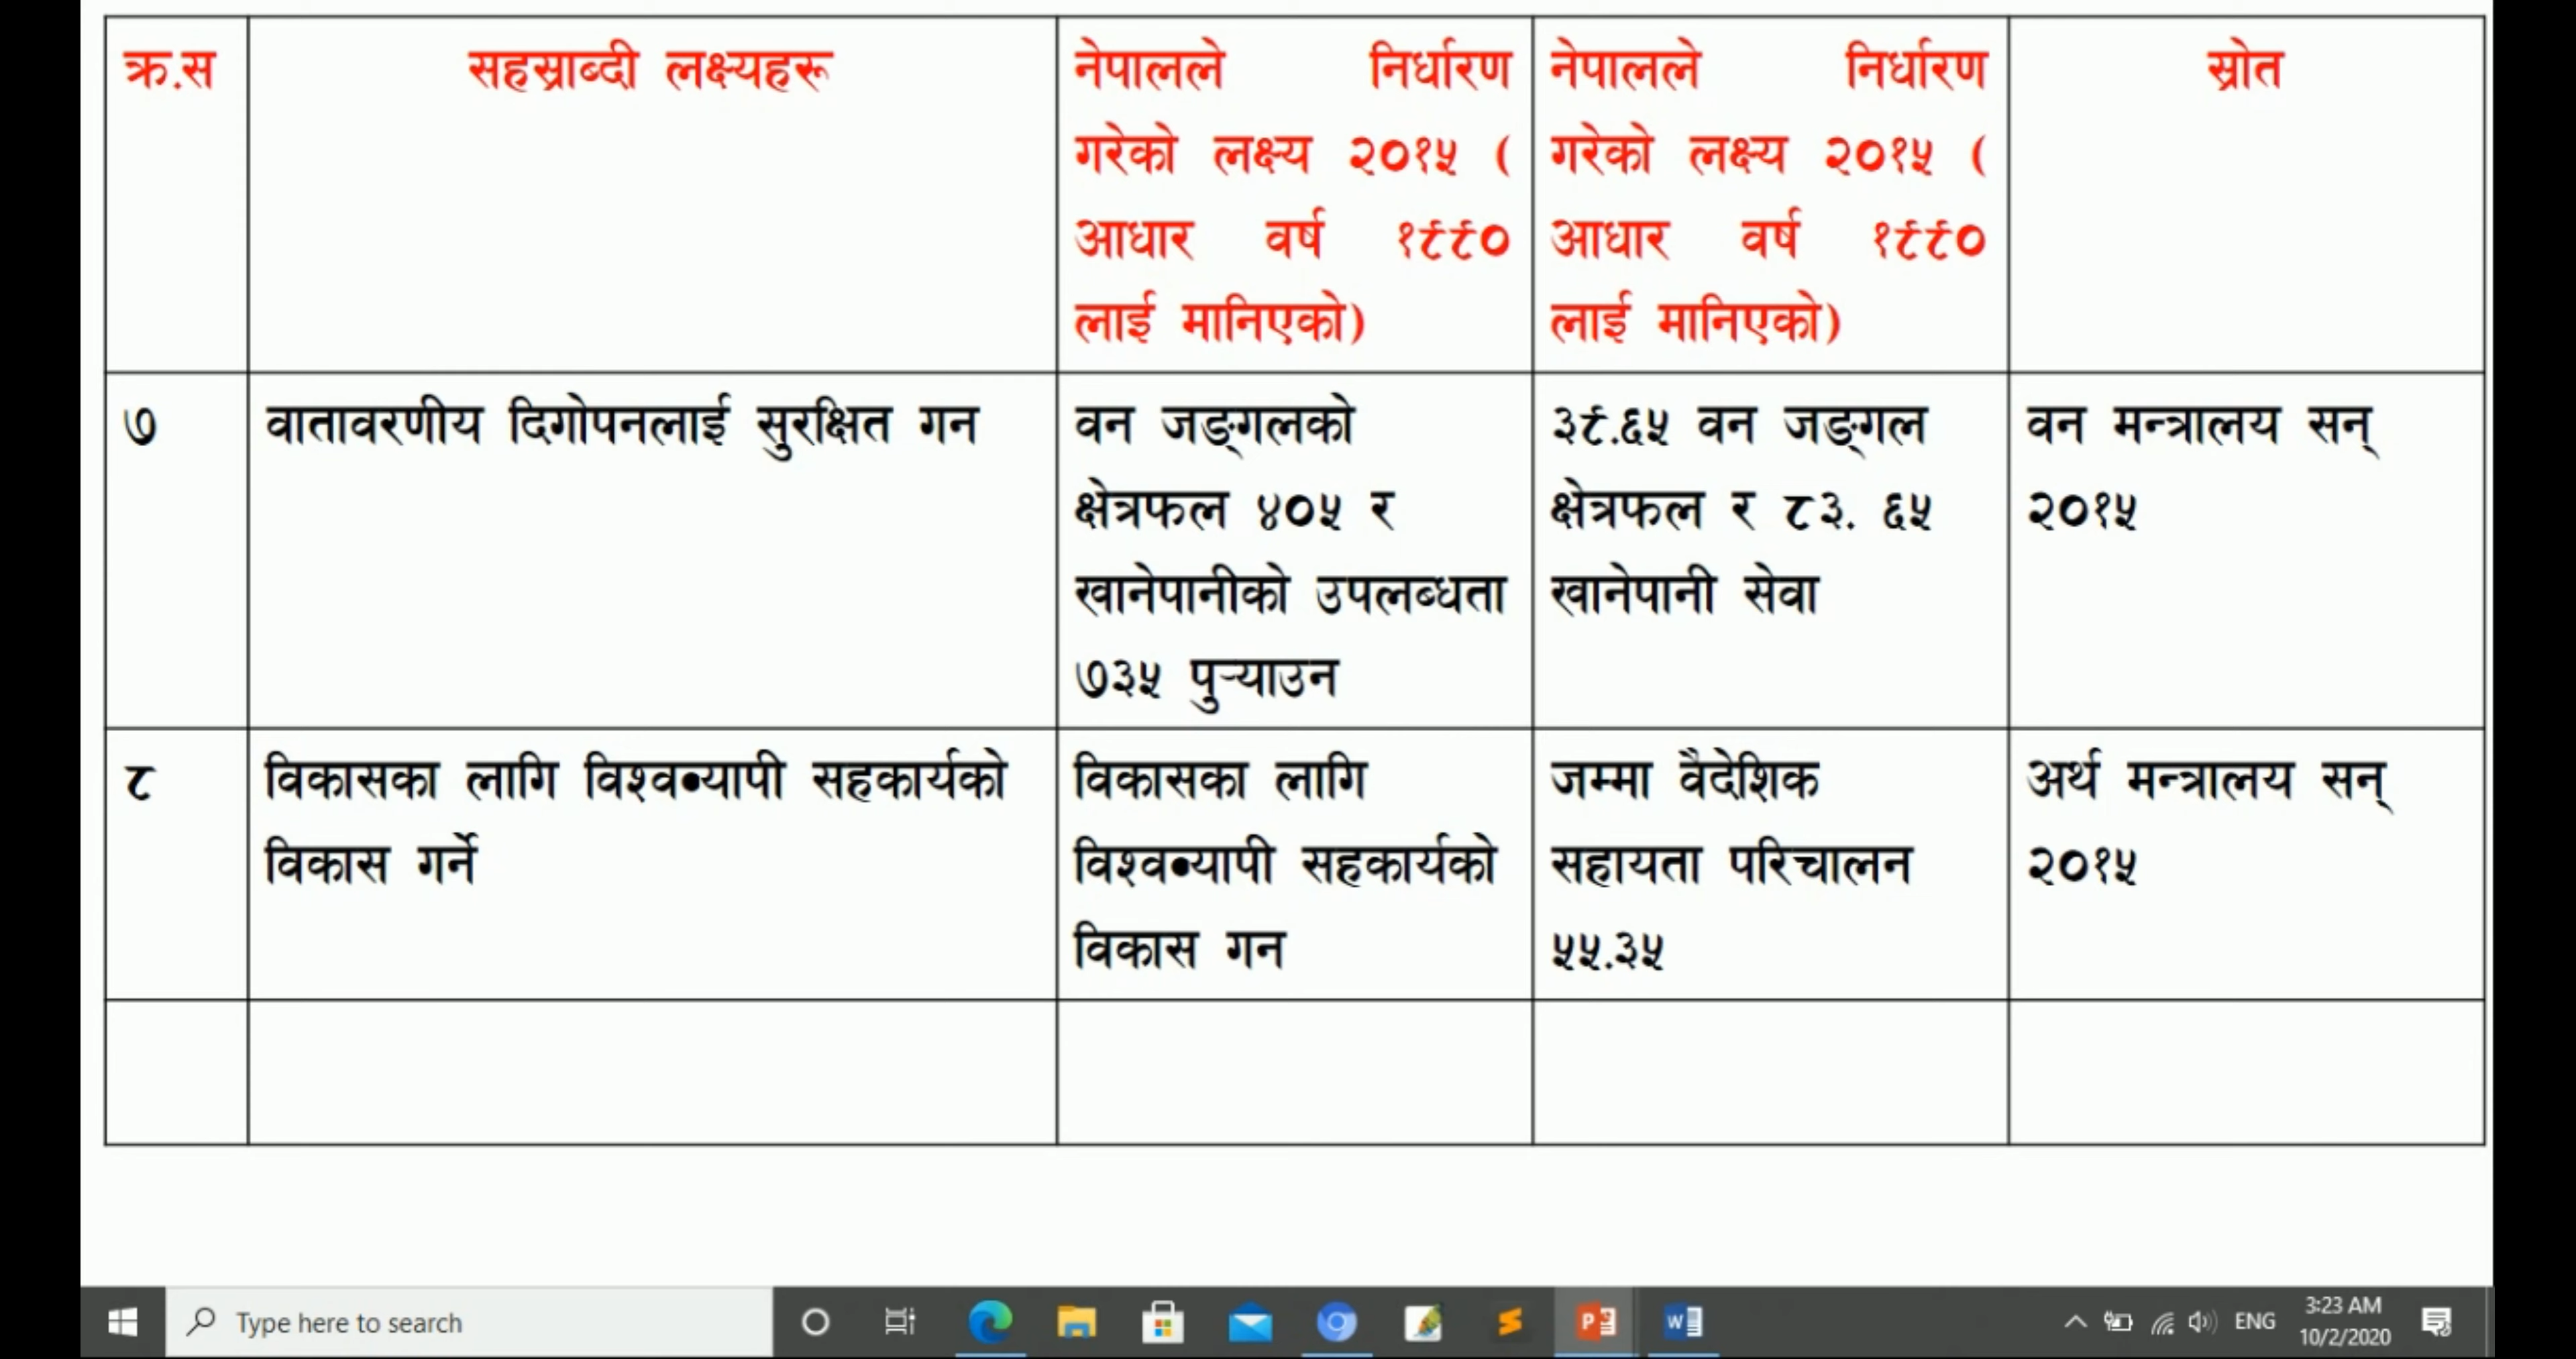 क्र.स
सहस्राब्दी लक्ष्यहरू
नेपालले निर्धारण
गरेको लक्ष्य २०१५ (
आधार वर्ष १९९०
लाई मानिएको)
नेपालले निर्धारण
गरेको लक्ष्य २०१५ (
आधार वर्ष १९९०
लाई मानिएको)
स्रोत
७
वातावरणीय दिगोपनलाई सुरक्षित गन
वन जङ्गलको
क्षेत्रफल ४०५ र
खानेपानीको उपलब्धता
७३५ पुऱ्याउन
३९.६५ वन जङ्गल
क्षेत्रफल र ८३. ६५
खानेपानी सेवा
वन मन्त्रालय सन्
२०१५
८
विकासका लागि विश्व•यापी सहकार्यको
विकास गर्ने
विकासका लागि
विश्व•यापी सहकार्यको
विकास गन
जम्मा वैदेशिक
सहायता परिचालन
५५.३५
अर्थ मन्त्रालय सन्
२०१५
Type here to search
ENG
3:23 AM
10/2/2020